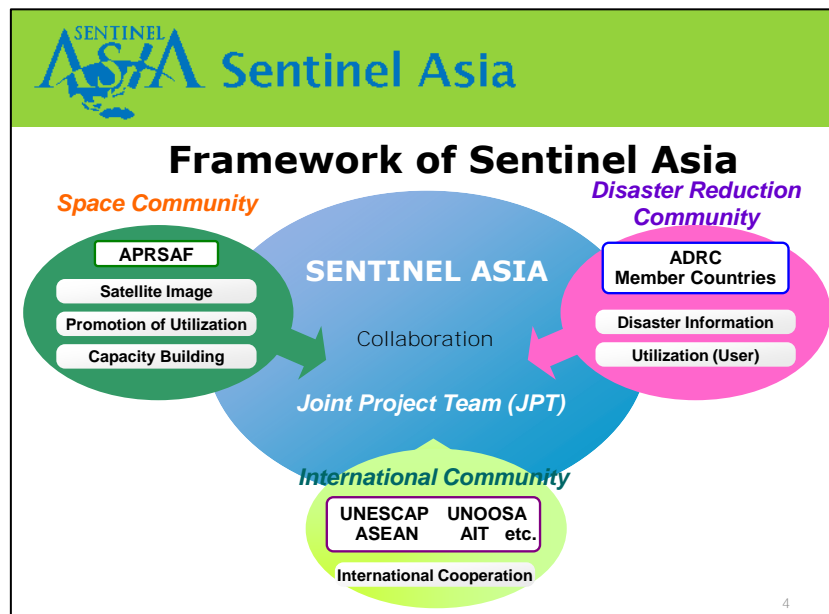 SENTINEL
ASIA
Sentinel Asia
Framework of Sentinel Asia
Space Community
APRSAF
Satellite Image
Promotion of Utilization
Capacity Building
SENTINEL ASIA
Collaboration
Joint Project Team (JPT)
Disaster Reduction
Community
ADRC
Member Countries
Disaster Information
Utilization (User)
International Community
UNESCAP UNOOSA
ASEAN AIT etc.
International Cooperation
4